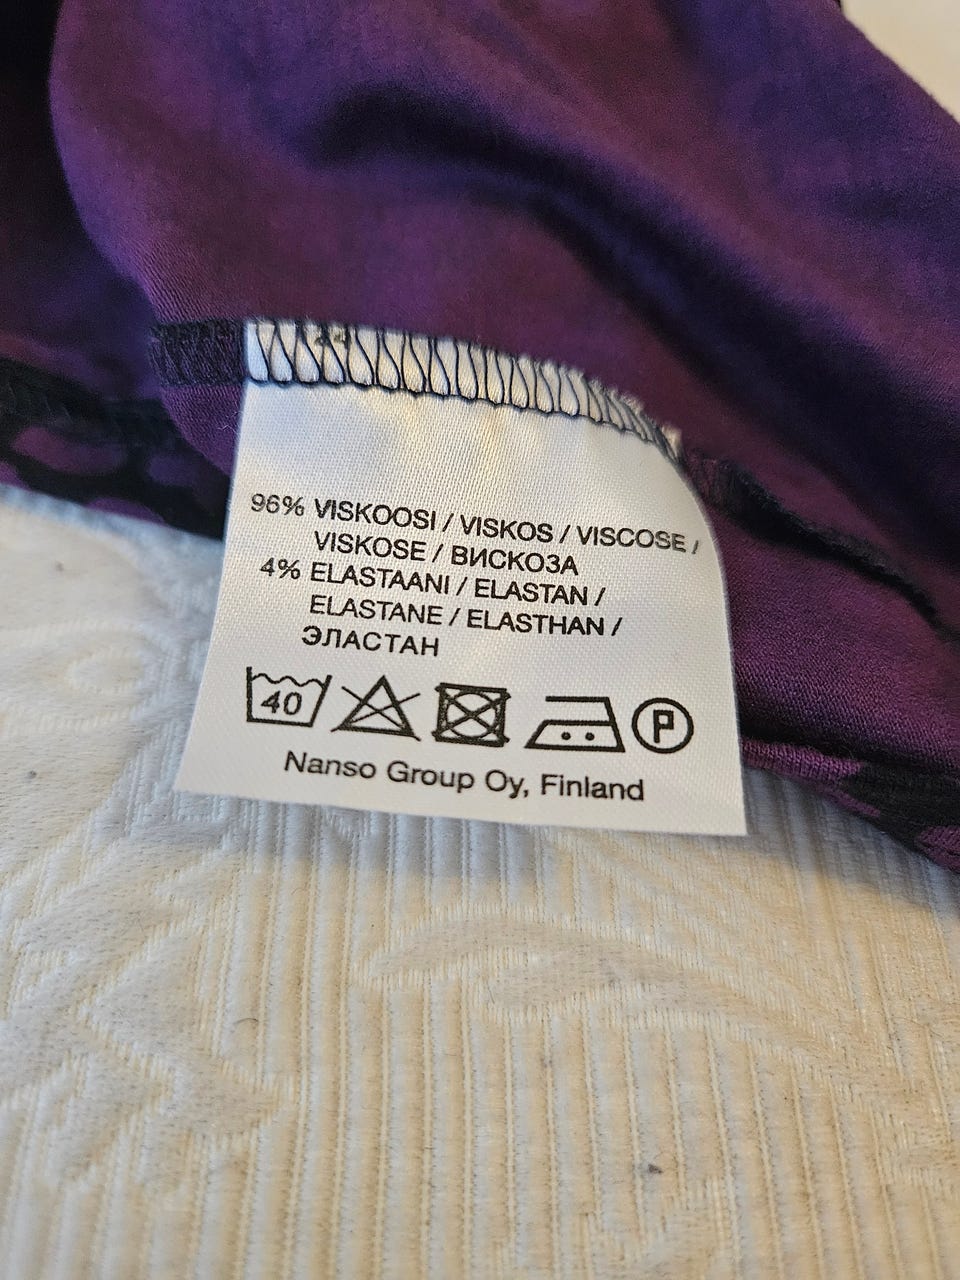 96% VISKOOSI / VISKOS / VISCOSE /
VISKOSE / ВИСКОЗА
4% ELASTAANI / ELASTAN /
ELASTANE / ELASTHAN /
ЭЛАСТАН
40 P
Nanso Group Oy, Finland